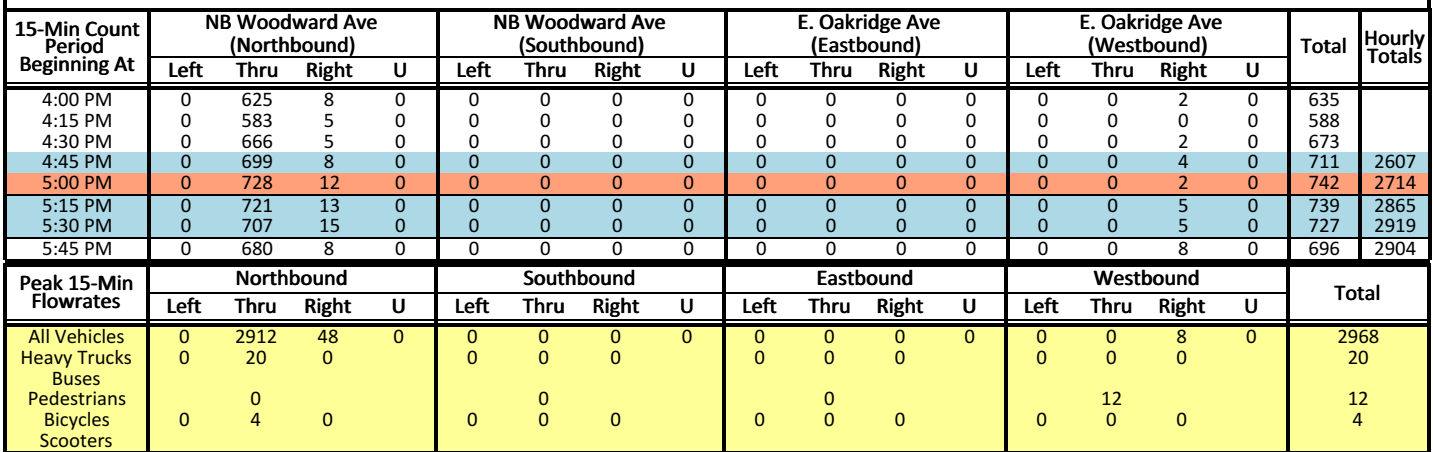 15-Min Count Period Beginning At NB Woodward Ave (Northbound) NB Woodward Ave (Southbound) E. Oakridge Ave (Eastbound) E. Oakridge Ave (Westbound) Total Hourly Totals
Left Thru Right U Left Thru Right U Left Thru Right U Left Thru Right U
4:00 PM 0 625 8 0 0 0 0 0 0 0 0 0 0 0 2 0 635
4:15 PM 0 583 5 0 0 0 0 0 0 0 0 0 0 0 0 0 588
4:30 PM 0 666 5 0 0 0 0 0 0 0 0 0 0 0 2 0 673
4:45 PM 0 699 8 0 0 0 0 0 0 0 0 0 0 0 4 0 711 2607
5:00 PM 0 728 12 0 0 0 0 0 0 0 0 0 0 0 2 0 742 2714
5:15 PM 0 721 13 0 0 0 0 0 0 0 0 0 0 0 5 0 739 2865
5:30 PM 0 707 15 0 0 0 0 0 0 0 0 0 0 0 5 0 727 2919
5:45 PM 0 680 8 0 0 0 0 0 0 0 0 0 0 0 8 0 696 2904
Peak 15-Min Flowrates Northbound Southbound Eastbound Westbound Total
Left Thru Right U Left Thru Right U Left Thru Right U Left Thru Right U
All Vehicles 0 2912 48 0 0 0 0 0 0 0 0 0 0 0 8 0 2968
Heavy Trucks 0 20 0 0 0 0 0 0 0 0 0 0 20
Buses
Pedestrians 0 0 0 12 12
Bicycles 0 4 0 0 0 0 0 0 0 0 0 0 4
Scooters